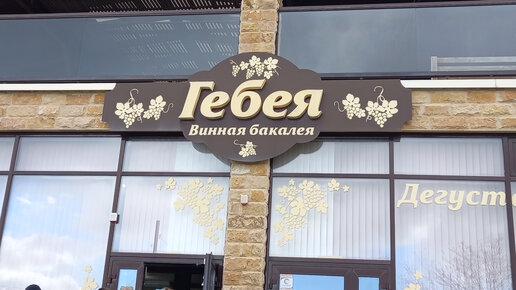 Гебея
Винная бакалея
Дегуст